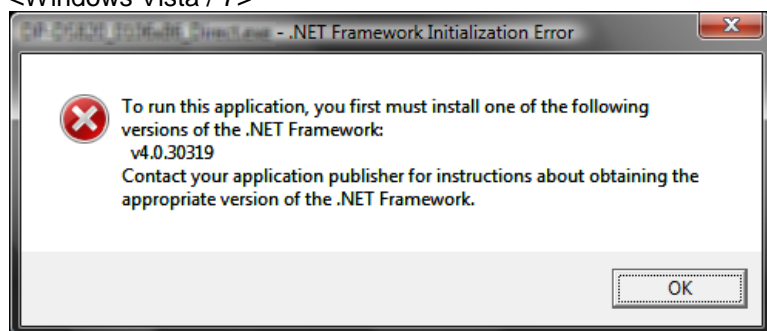 <Windows Vista / 7>
- .NET Framework Initialization Error
To run this application, you first must install one of the following
versions of the .NET Framework:
v4.0.30319
Contact your application publisher for instructions about obtaining the
appropriate version of the .NET Framework.
OK